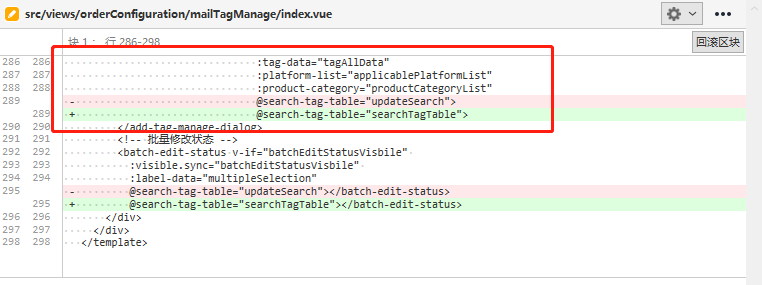 src/views/orderConfiguration/mailTagManage/index.vue
块 1： 行 286-298
回滚区块
286 286 :tag-data="tagAllData"
287 287 :platform-list="applicablePlatformList"
288 288 :product-category="productCategoryList"
289 - @search-tag-table="updateSearch">
289 + @search-tag-table="searchTagTable">
290 290 </add-tag-manage-dialog>
291 291 <!-- 批量修改状态 -->
292 292 <batch-edit-status v-if="batchEditStatusVisbile"
293 293 :visible.sync="batchEditStatusVisbile"
294 294 :label-data="multipleSelection"
295 - @search-tag-table="updateSearch"></batch-edit-status>
295 + @search-tag-table="searchTagTable"></batch-edit-status>
296 296 </div>
297 297 </div>
298 298 </template>